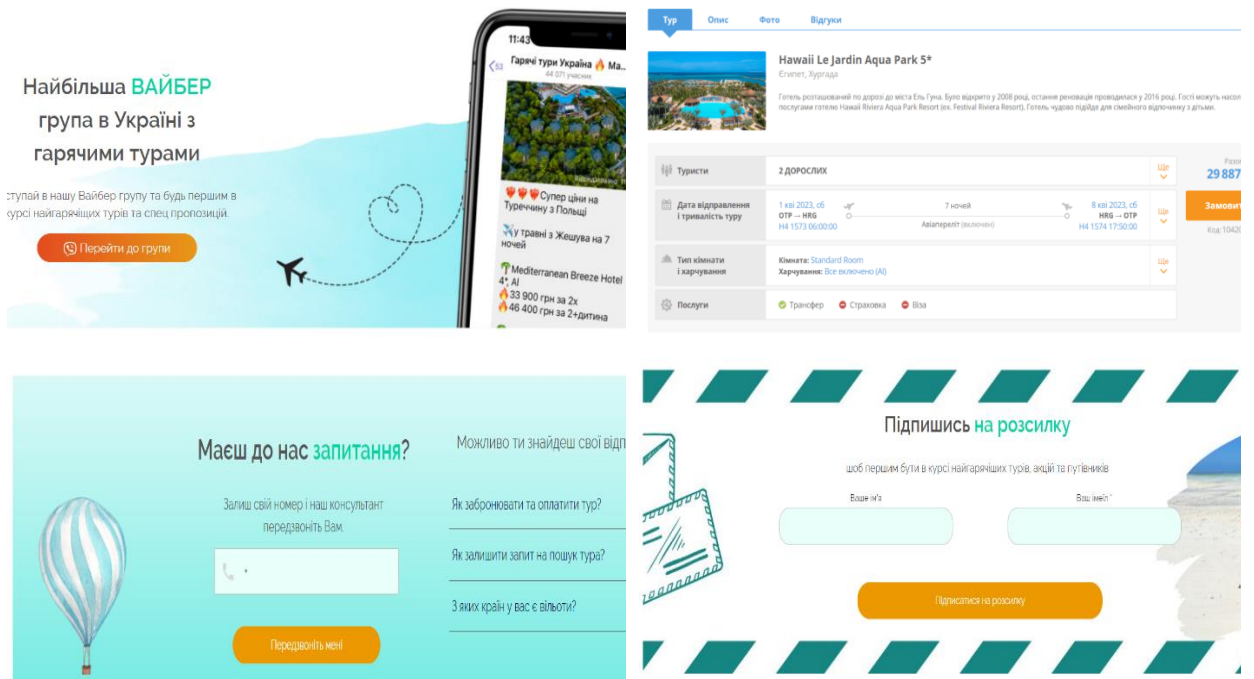 Найбільша ВАЙБЕР
група в Україні з
гарячими турами
ступай в нашу Вайбер групу та будь першим в
курсі найгарячіших турів та спец пропозицій.
Перейти до групи
11:43
53
Гарячі тури Україна 🔥 Ма...
44 071 учасник
Супер ціни на
Туреччину з Польщі
у травні з Жешува на 7
ночей
Mediterranean Breeze Hotel
4*, AI
🔥33 900 грн за 2х
🔥46 400 грн за 2+дитина
Тур Опис Фото Відгуки
Hawaii Le Jardin Aqua Park 5*
Египет, Хургада
Готель розташований по дорозі до міста Ель Гуна. Було відкрито у 2008 році, остання реновація проводилася у 2016 році. Гості можуть насол
послугами готелю Hawaii Riviera Aqua Park Resort (ex. Festival Riviera Resort). Готель чудово підійде для сімейного відпочинку з дітьми.
Туристи
2 ДОРОСЛИХ
Ще
Разо
29 887
Замовит
Код: 10420
Дата відправлення
і тривалість туру
1 кві 2023, сб
OTP → HRG
H4 1573 06:00:00
7 ночей
Авіапереліт (включен)
8 кві 2023, сб
HRG → OTP
H4 1574 17:50:00
Ще
Тип кімнати
і харчування
Кімната: Standard Room
Харчування: Все включено (AI)
Ще
Послуги
Трансфер Страховка Віза
Маєш до нас запитання?
Залиш свій номер і наш консультант
передзвоніть Вам.
Передзвоніть мені
Можливо ти знайдеш свої відп
Як забронювати та оплатити тур?
Як залишити запит на пошук тура?
З яких країн у вас є вільоти?
Підпишись на розсилку
щоб першим бути в курсі найгарячіших турів, акцій та путівників
Ваше ім'я
Ваш імейл *
Підписатися на розсилку